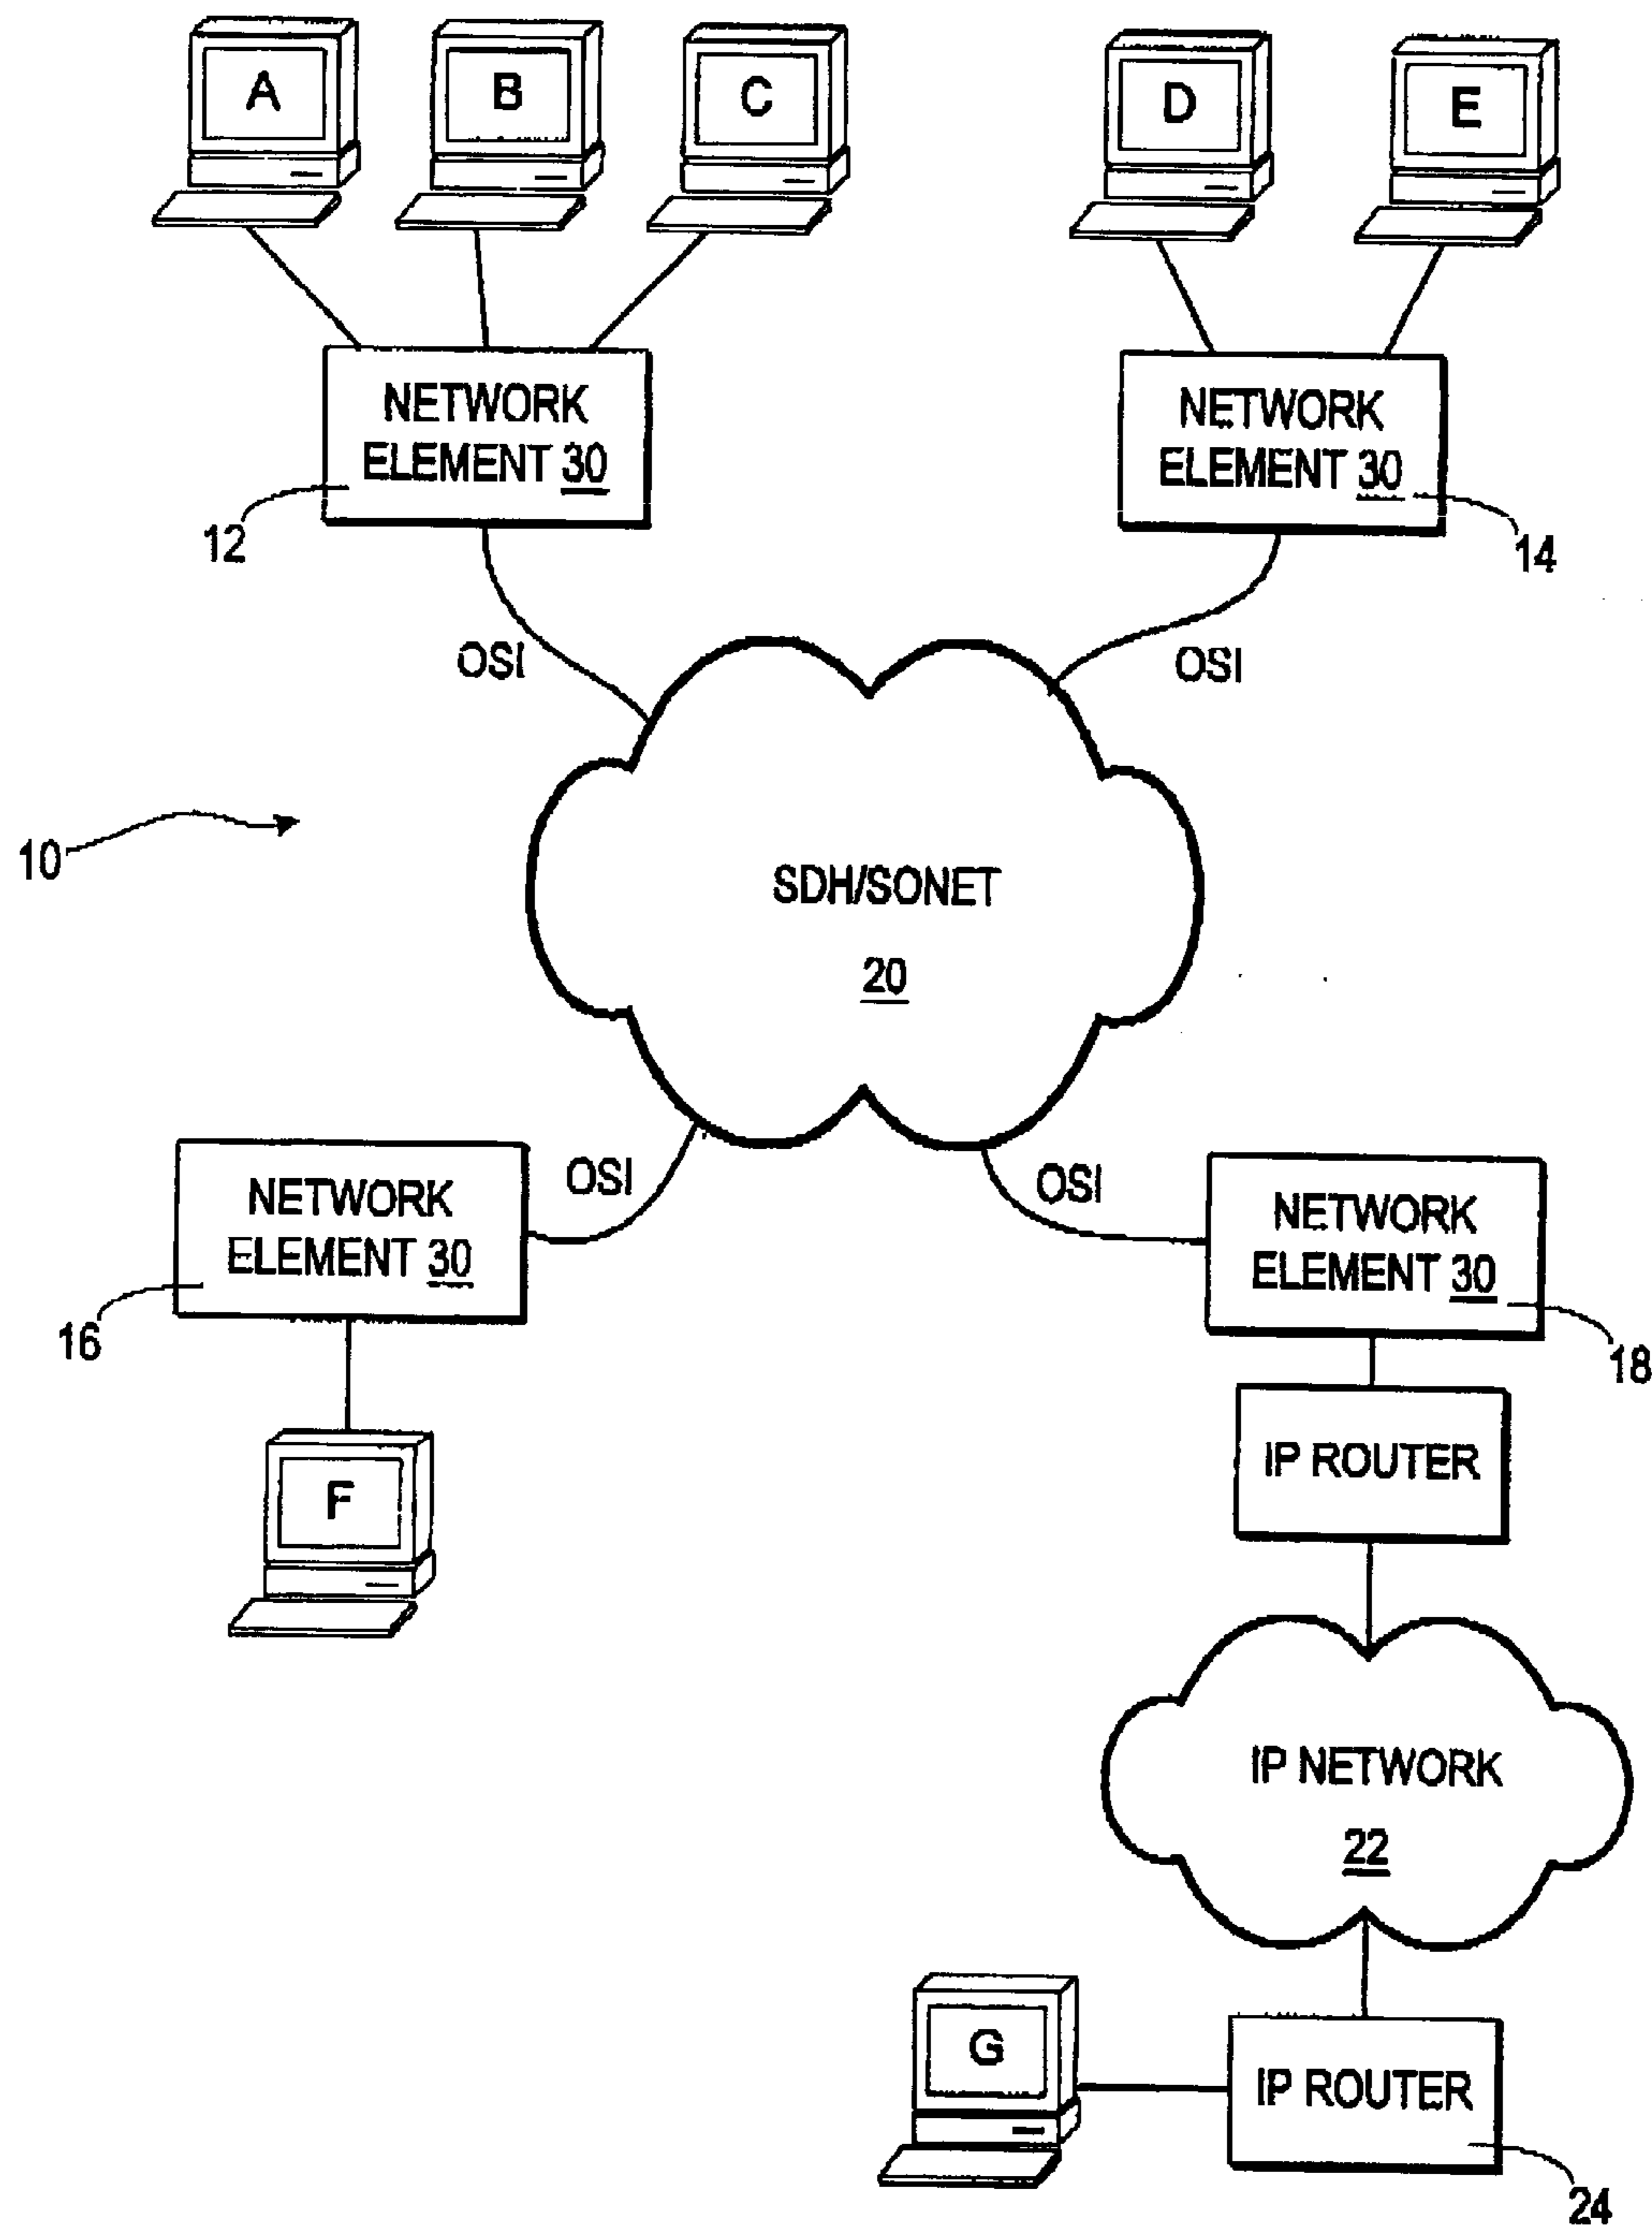 A
B
C
D
E
NETWORK
ELEMENT 30
12
NETWORK
ELEMENT 30
14
OSI
OSI
10
SDH/SONET
20
NETWORK
ELEMENT 30
16
OSI
OSI
NETWORK
ELEMENT 30
18
F
IP ROUTER
IP NETWORK
22
G
IP ROUTER
24